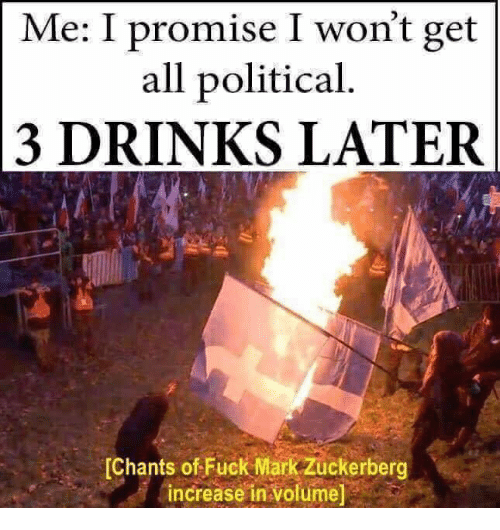 Me: I promise I won't get
all political.
3 DRINKS LATER
[Chants of Fuck Mark Zuckerberg
increase in volume]